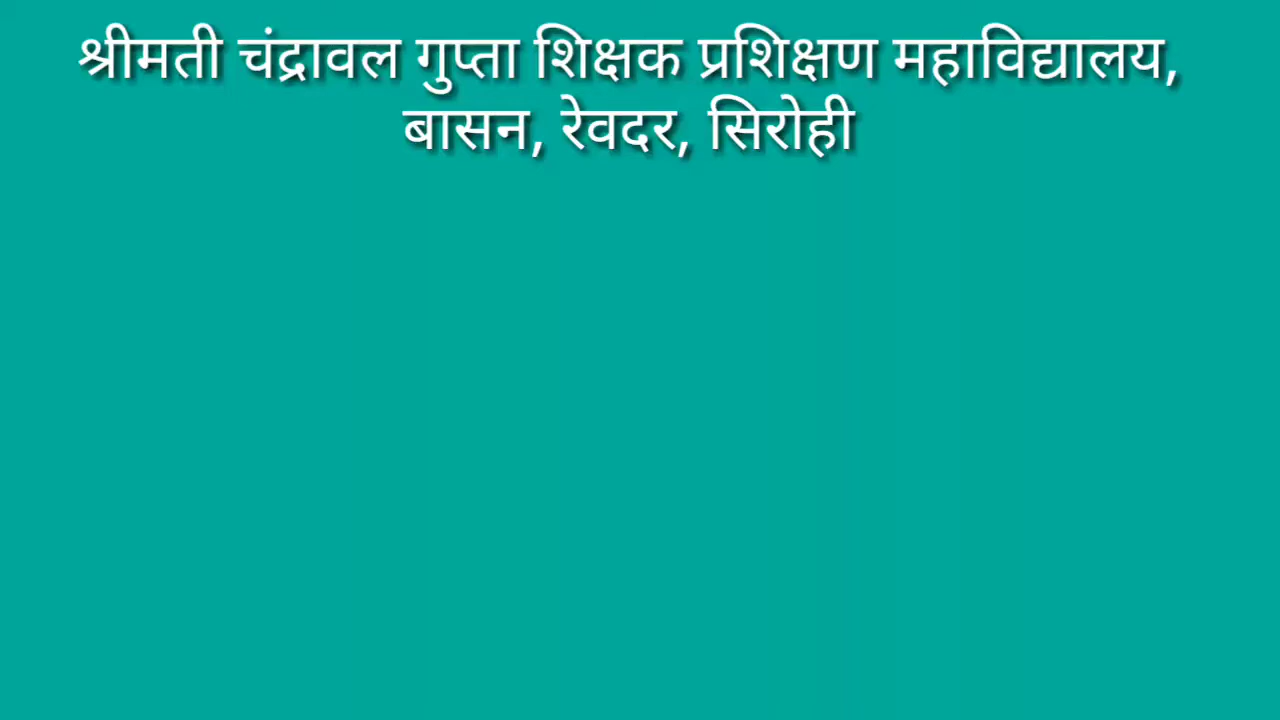 श्रीमती चंद्रावल गुप्ता शिक्षक प्रशिक्षण महाविद्यालय,
बासन, रेवदर, सिरोही